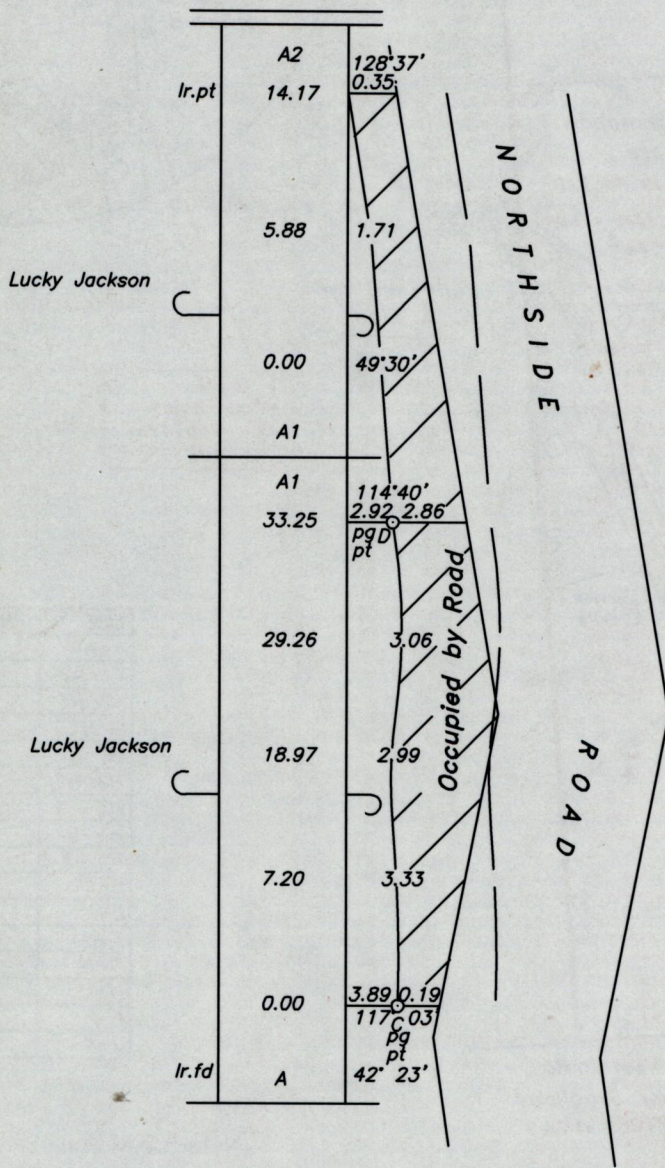 A2
128°37'
Ir.pt 14.17 0.35
5.88 1.71
Lucky Jackson
0.00 49°30'
A1
A1
114°40'
33.25 2.92 2.86
pg D
pt
29.26 3.06
Lucky Jackson
18.97 2.99
7.20 3.33
0.00 3.89 0.19
117° 03'
C
pg
pt
Ir.fd A 42° 23'
Occupied by Road
NORTHSIDE
ROAD